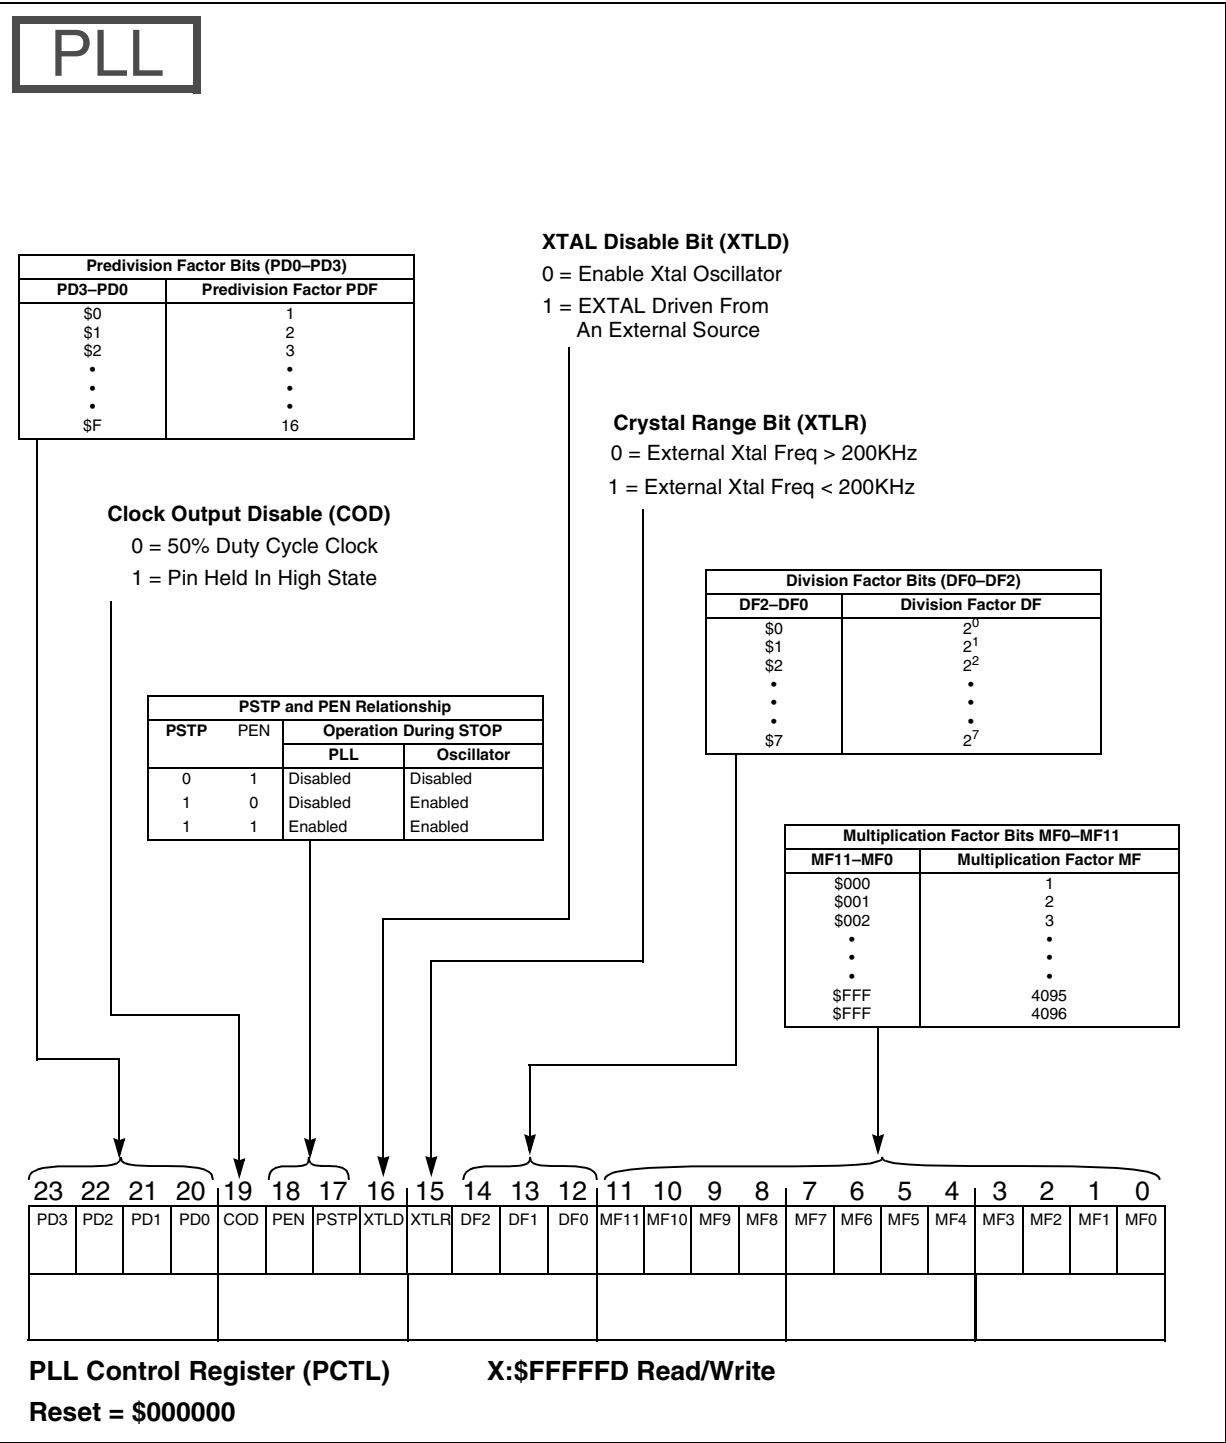 PLL
XTAL Disable Bit (XTLD)
0 = Enable Xtal Oscillator
1 = EXTAL Driven From
An External Source
Predivision Factor Bits (PD0–PD3)
PD3–PD0 Predivision Factor PDF
$0 1
$1 2
$2 3
• •
• •
• •
$F 16
Crystal Range Bit (XTLR)
0 = External Xtal Freq > 200KHz
1 = External Xtal Freq < 200KHz
Clock Output Disable (COD)
0 = 50% Duty Cycle Clock
1 = Pin Held In High State
Division Factor Bits (DF0–DF2)
DF2–DF0 Division Factor DF
$0 2^0
$1 2^1
$2 2^2
• •
• •
• •
$7 2^7
PSTP and PEN Relationship
PSTP PEN Operation During STOP
PLL Oscillator
0 1 Disabled Disabled
1 0 Disabled Enabled
1 1 Enabled Enabled
Multiplication Factor Bits MF0–MF11
MF11–MF0 Multiplication Factor MF
$000 1
$001 2
$002 3
• •
• •
• •
$FFF 4095
$FFF 4096
23 22 21 20 19 18 17 16 15 14 13 12 11 10 9 8 7 6 5 4 3 2 1 0
PD3 PD2 PD1 PD0 COD PEN PSTP XTLD XTLR DF2 DF1 DF0 MF11 MF10 MF9 MF8 MF7 MF6 MF5 MF4 MF3 MF2 MF1 MF0
PLL Control Register (PCTL) X:$FFFFFD Read/Write
Reset = $000000